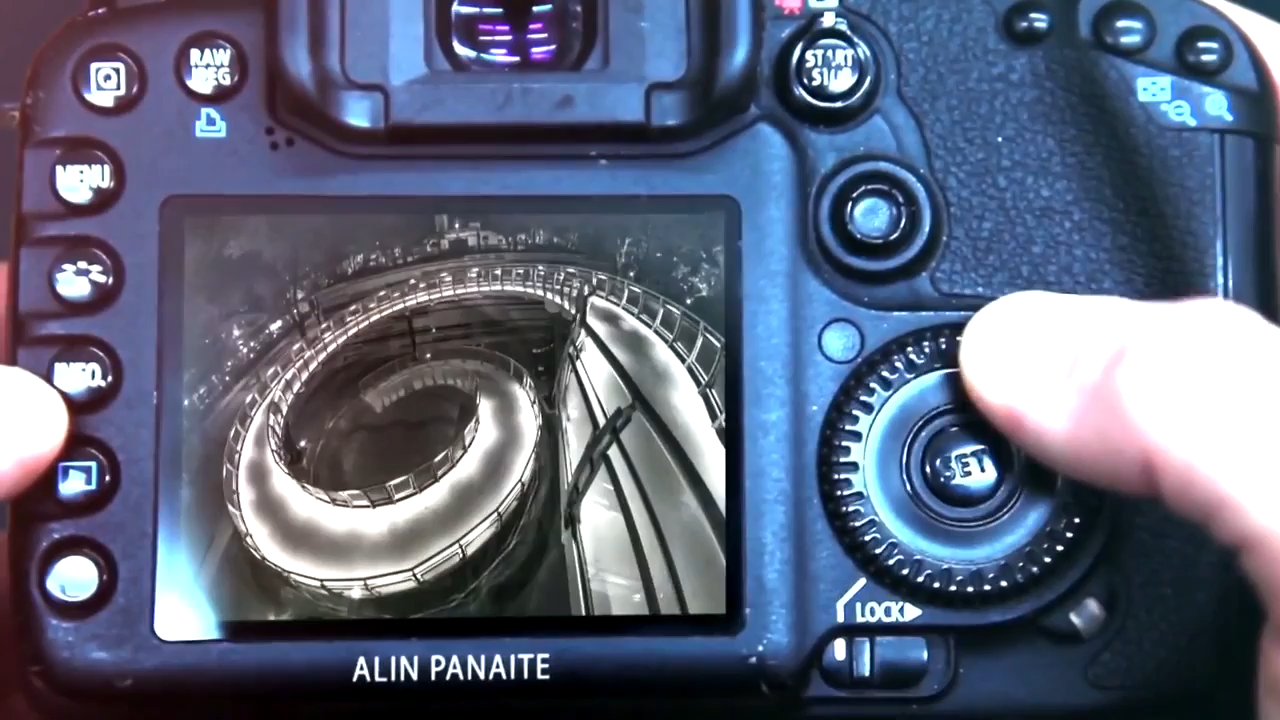 RAW
JPEG
START
STOP
MENU
INFO.
SET
LOCK
ALIN PANAITE